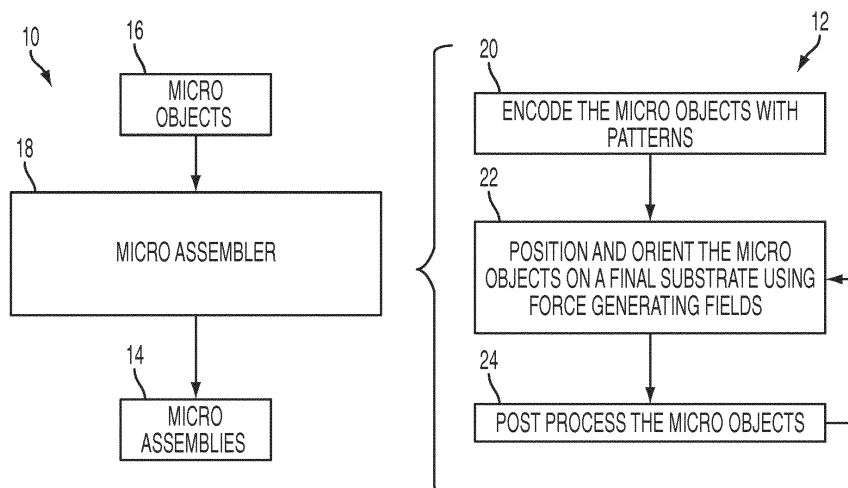 10
16
MICRO
OBJECTS
18
MICRO ASSEMBLER
14
MICRO
ASSEMBLIES
12
20
ENCODE THE MICRO OBJECTS WITH
PATTERNS
22
POSITION AND ORIENT THE MICRO
OBJECTS ON A FINAL SUBSTRATE USING
FORCE GENERATING FIELDS
24
POST PROCESS THE MICRO OBJECTS